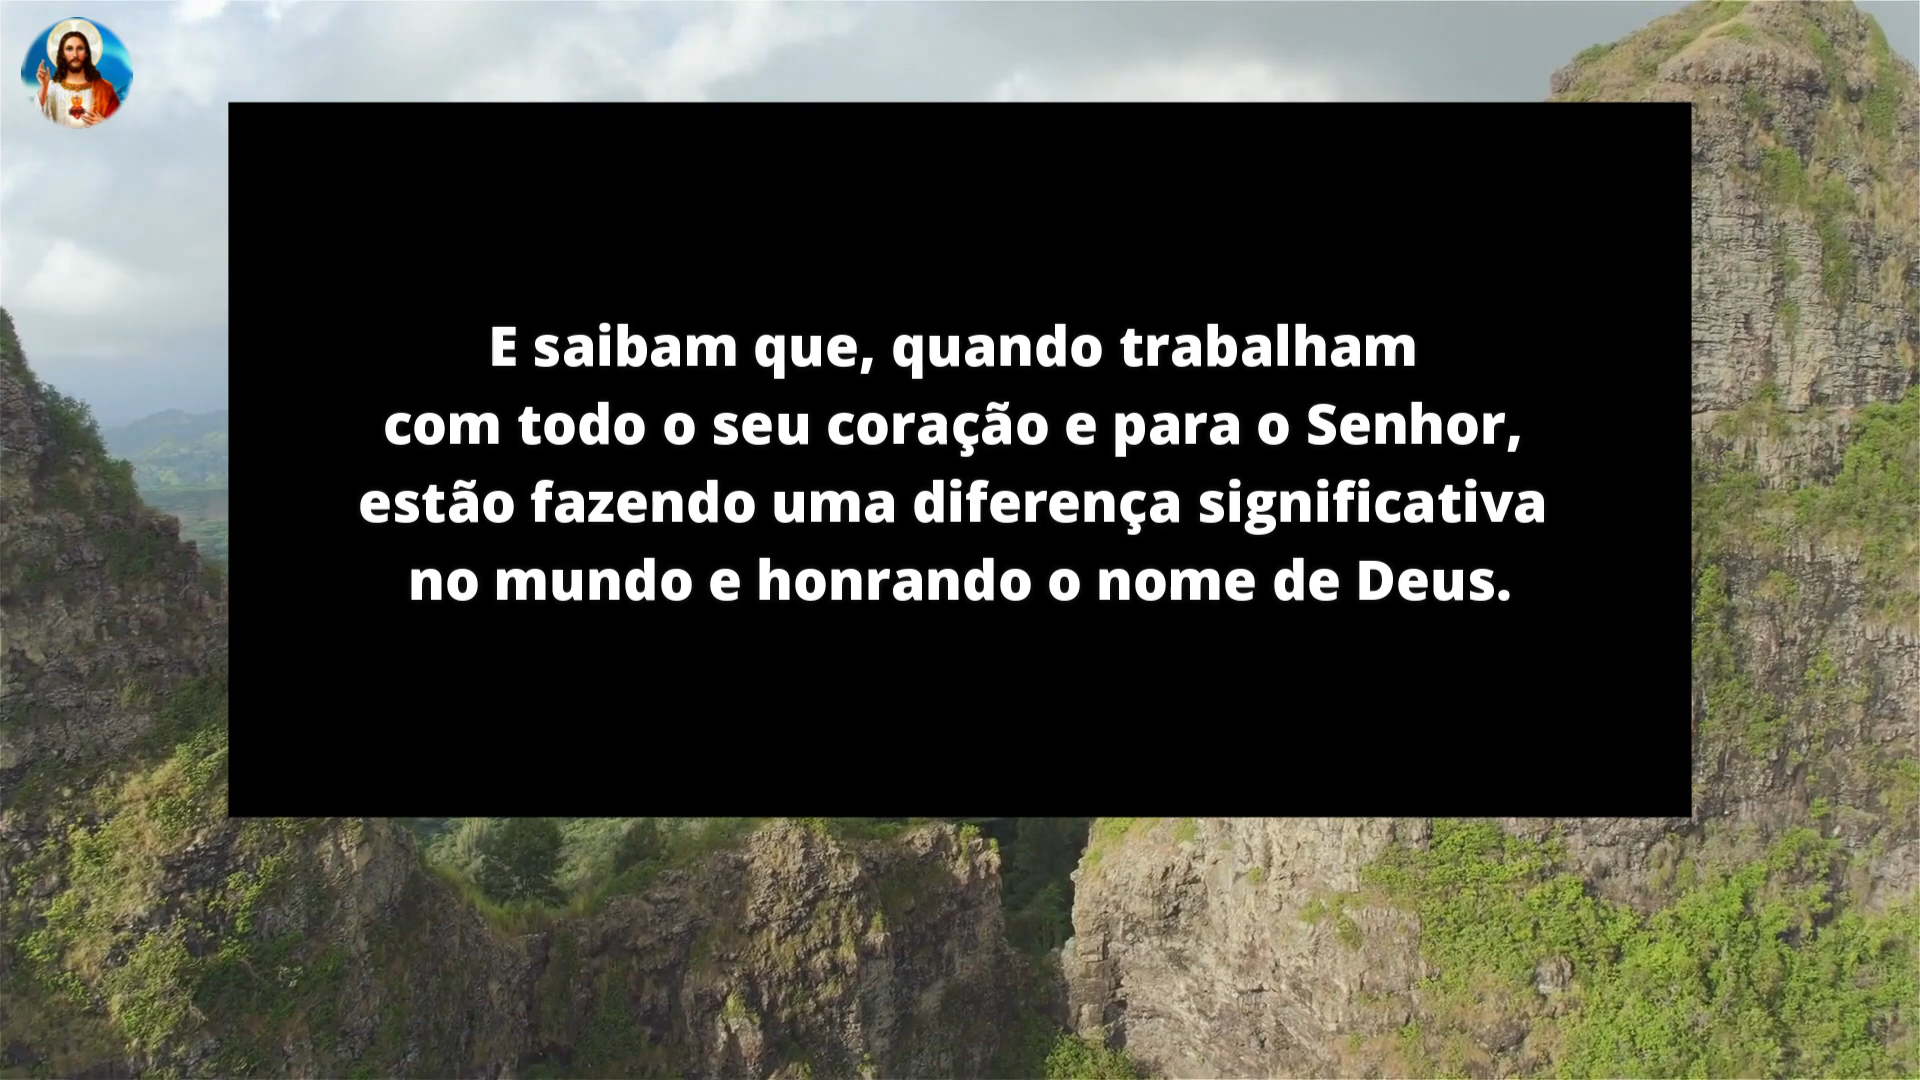 E saibam que, quando trabalham
com todo o seu coração e para o Senhor,
estão fazendo uma diferença significativa
no mundo e honrando o nome de Deus.